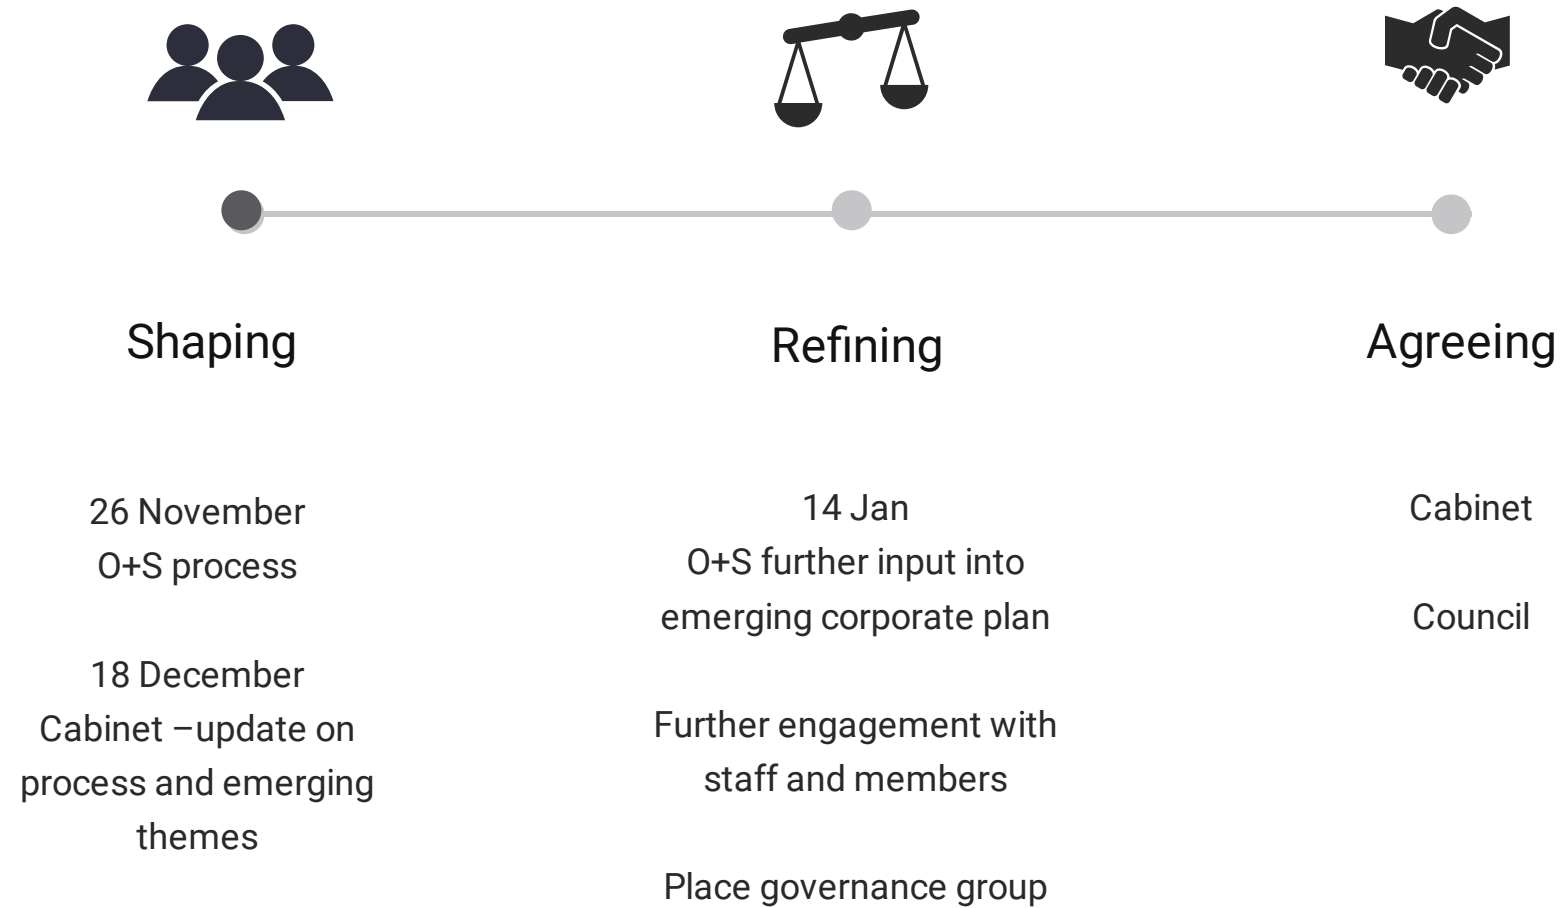 Shaping
26 November
O+S process
18 December
Cabinet –update on
process and emerging
themes
Refining
14 Jan
O+S further input into
emerging corporate plan
Further engagement with
staff and members
Place governance group
Agreeing
Cabinet
Council